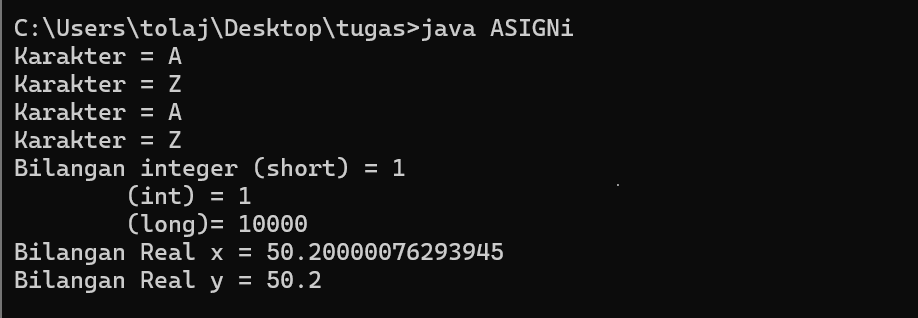 C:\Users\tolaj\Desktop\tugas>java ASIGNi
Karakter = A
Karakter = Z
Karakter = A
Karakter = Z
Bilangan integer (short) = 1
        (int) = 1
        (long)= 10000
Bilangan Real x = 50.20000076293945
Bilangan Real y = 50.2